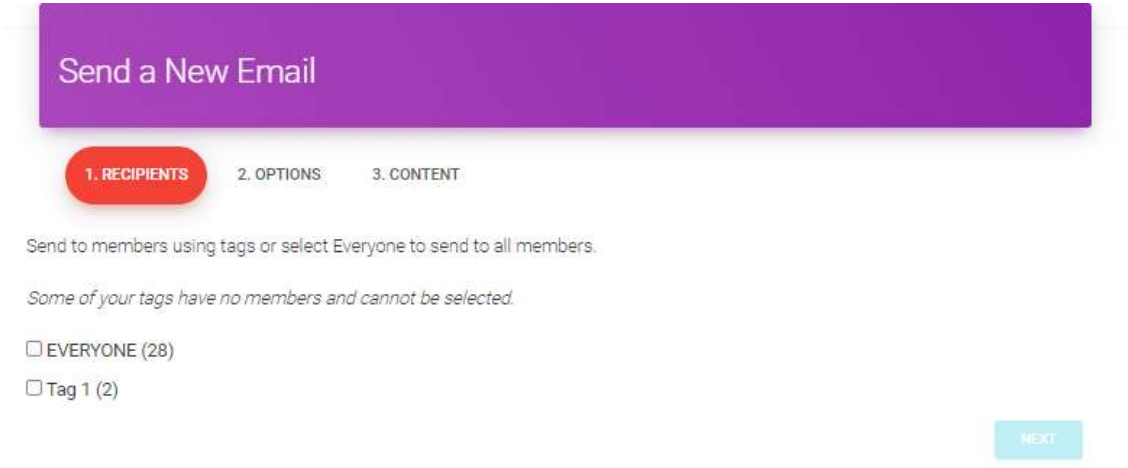 Send a New Email
1. RECIPIENTS 2. OPTIONS 3. CONTENT
Send to members using tags or select Everyone to send to all members.
Some of your tags have no members and cannot be selected.
EVERYONE (28)
Tag 1 (2)
NEXT